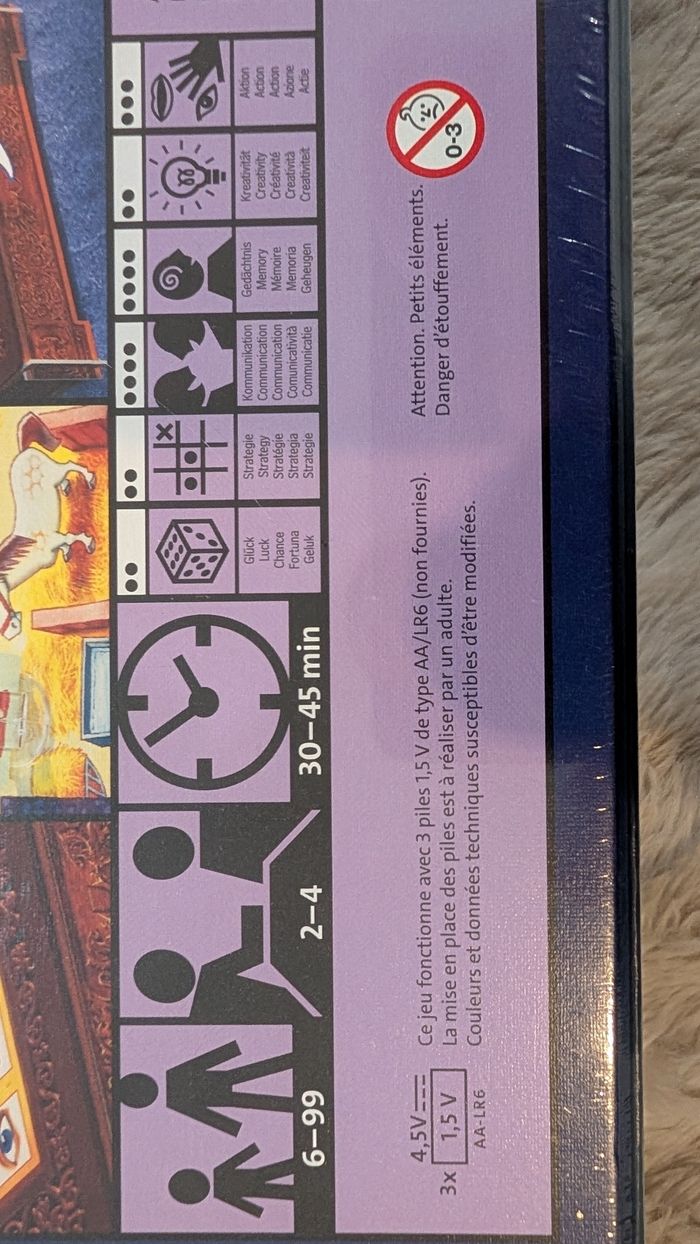 6–99
2–4
30–45 min
Glück
Luck
Chance
Fortuna
Geluk
Strategie
Strategy
Stratégie
Strategia
Strategie
Kommunikation
Communication
Communication
Comunicatività
Communicatie
Gedächtnis
Memory
Mémoire
Memoria
Geheugen
Kreativität
Creativity
Créativité
Creatività
Creativiteit
Aktion
Action
Action
Azione
Actie
4,5V
3x 1,5 V
AA-LR6
Ce jeu fonctionne avec 3 piles 1,5 V de type AA/LR6 (non fournies).
La mise en place des piles est à réaliser par un adulte.
Couleurs et données techniques susceptibles d'être modifiées.
Attention. Petits éléments.
Danger d'étouffement.
0-3